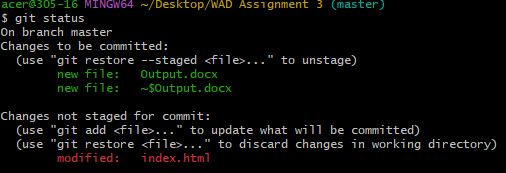 acer@305-16 MINGW64 ~/Desktop/WAD Assignment 3 (master)
$ git status
On branch master
Changes to be committed:
  (use "git restore --staged <file>..." to unstage)
        new file:   Output.docx
        new file:   ~$Output.docx

Changes not staged for commit:
  (use "git add <file>..." to update what will be committed)
  (use "git restore <file>..." to discard changes in working directory)
        modified:   index.html